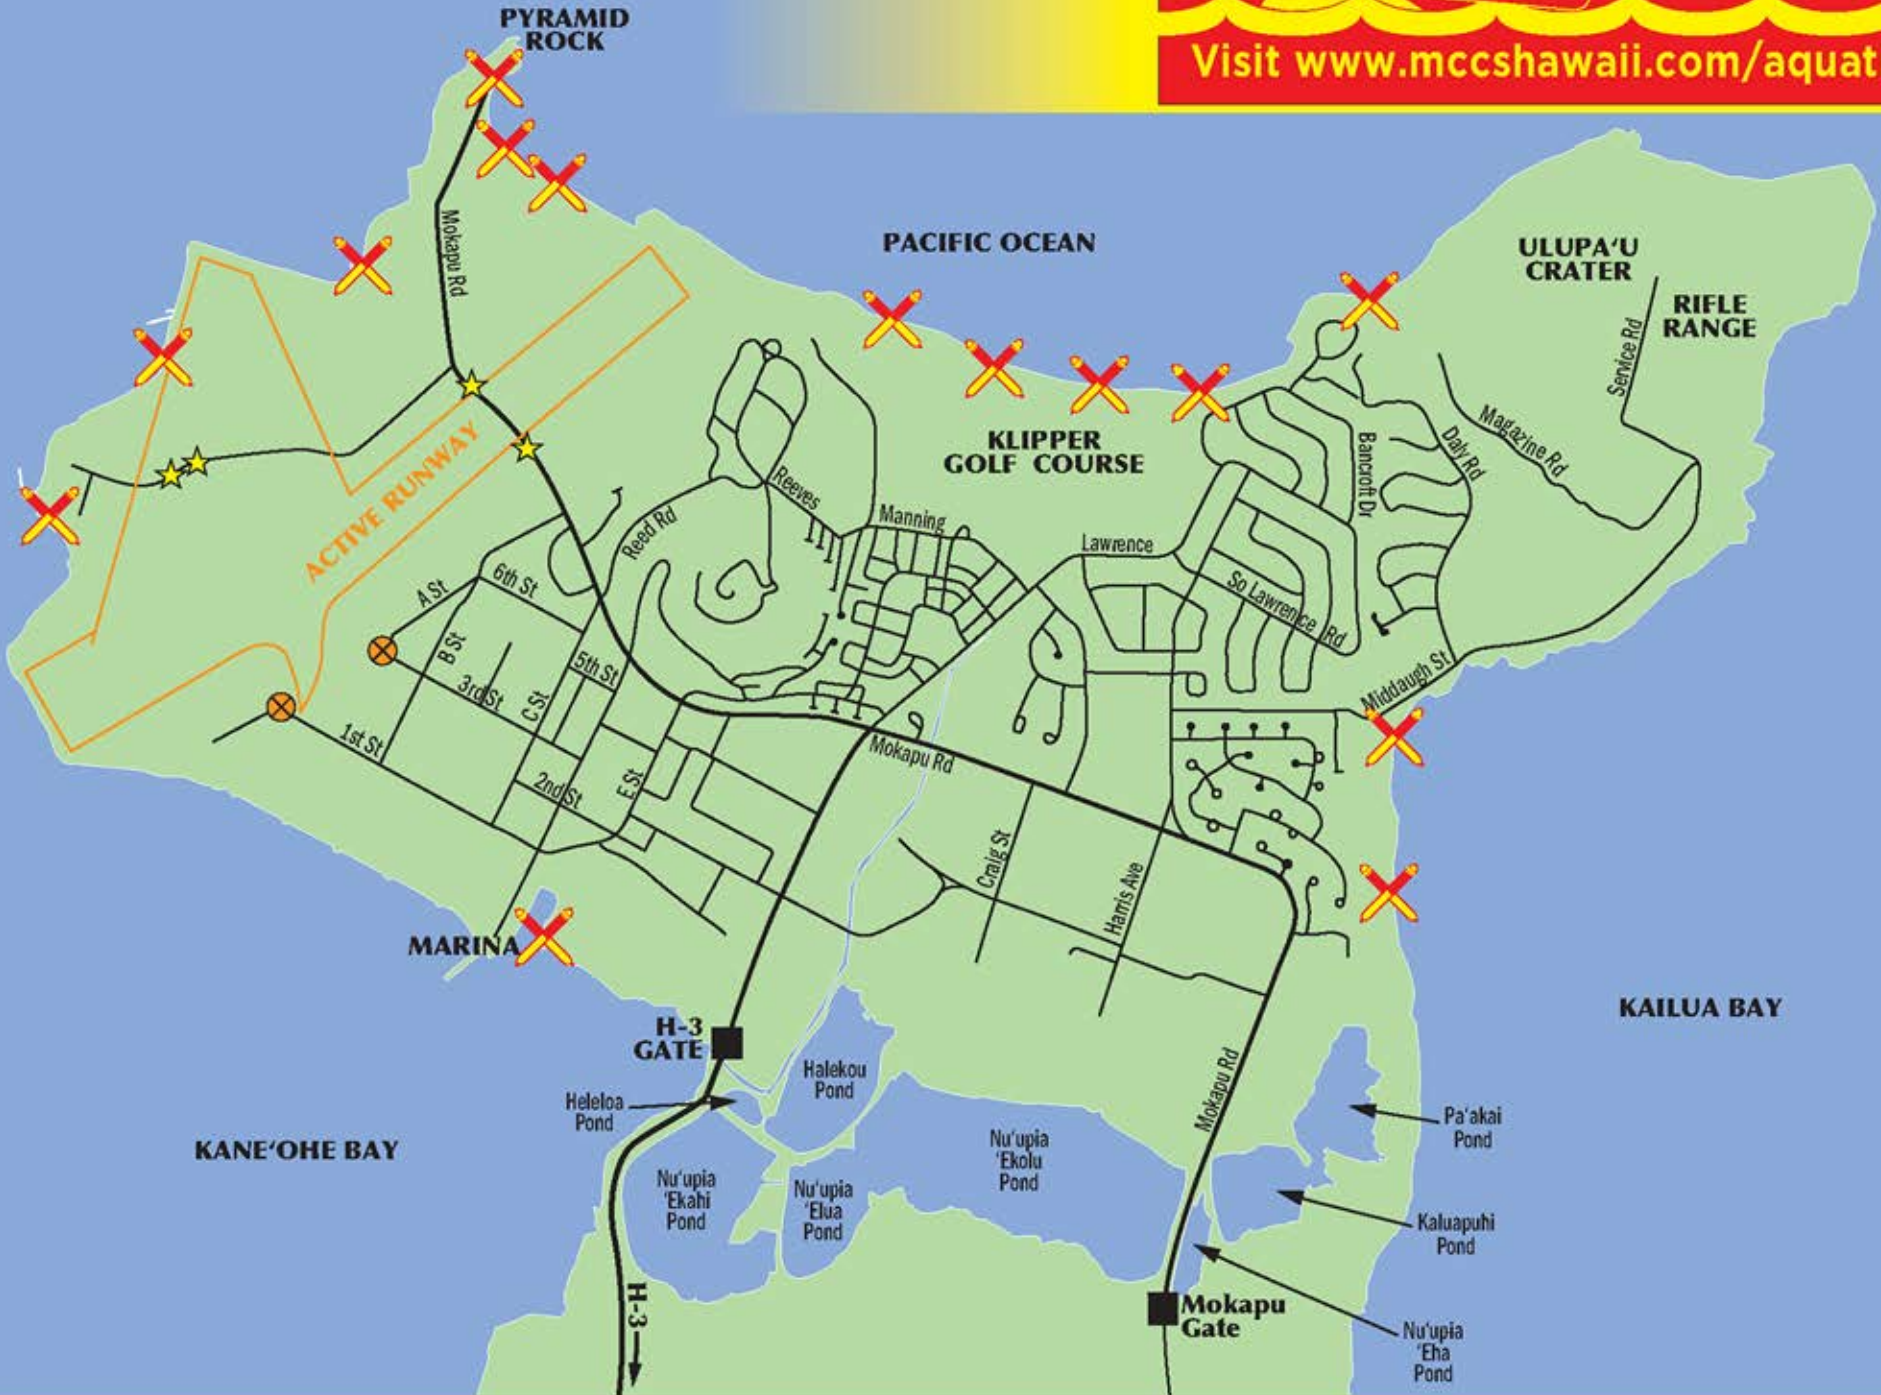 PYRAMID
ROCK
Visit www.mccshawaii.com/aquat
Mokapu Rd
PACIFIC OCEAN
ULUPA‘U
CRATER
RIFLE
RANGE
Service Rd
ACTIVE RUNWAY
KLIPPER
GOLF COURSE
Bancroft Dr
Daly Rd
Magazine Rd
Reeves
Manning
Reed Rd
Lawrence
A St
6th St
So Lawrence Rd
B St
5th St
3rd St
C St
Middaugh St
1st St
Mokapu Rd
2nd St
E St
Craig St
Harris Ave
MARINA
KAILUA BAY
H-3
GATE
Halekou
Pond
Mokapu Rd
Heleloa
Pond
Pa‘akai
Pond
KANE‘OHE BAY
Nu‘upia
‘Ekolu
Pond
Nu‘upia
‘Ekahi
Pond
Nu‘upia
‘Elua
Pond
Kaluapuhi
Pond
H-3
Mokapu
Gate
Nu‘upia
‘Eha
Pond